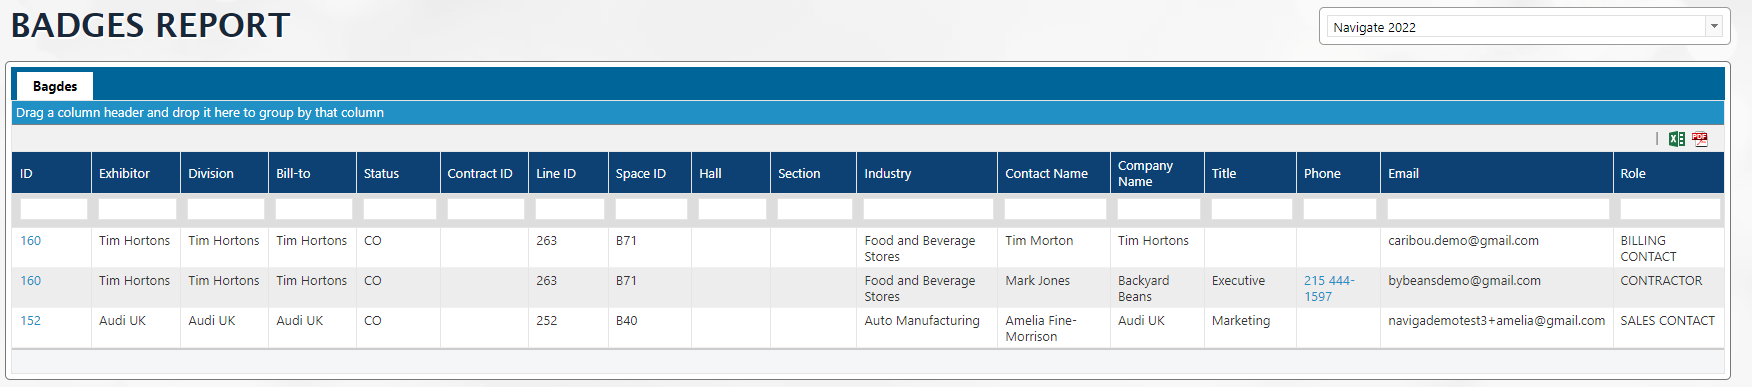 BADGES REPORT
Navigate 2022
Bagdes
Drag a column header and drop it here to group by that column
ID Exhibitor Division Bill-to Status Contract ID Line ID Space ID Hall Section Industry Contact Name Company Name Title Phone Email Role
160 Tim Hortons Tim Hortons Tim Hortons CO 263 B71 Food and Beverage Stores Tim Morton Tim Hortons caribou.demo@gmail.com BILLING CONTACT
160 Tim Hortons Tim Hortons Tim Hortons CO 263 B71 Food and Beverage Stores Mark Jones Backyard Beans Executive 215 444-1597 bybeansdemo@gmail.com CONTRACTOR
152 Audi UK Audi UK Audi UK CO 252 B40 Auto Manufacturing Amelia Fine-Morrison Audi UK Marketing navigademotest3+amelia@gmail.com SALES CONTACT